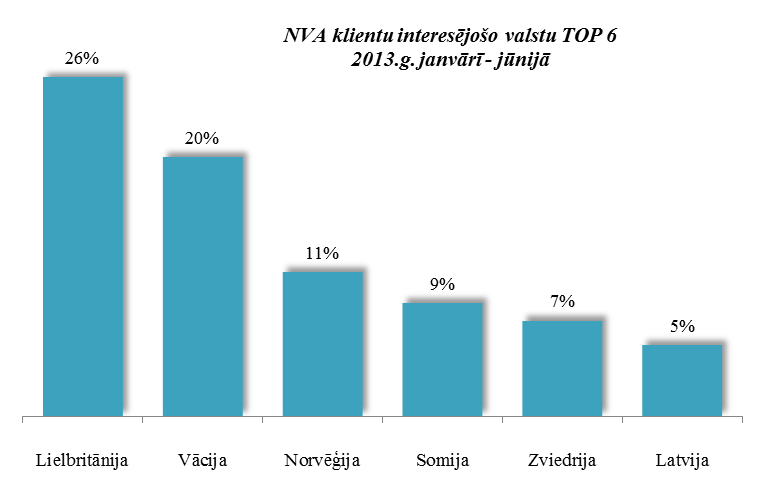 NVA klientu interesējošo valstu TOP 6
2013.g. janvārī - jūnijā
26%
20%
11%
9%
7%
5%
Lielbritānija
Vācija
Norvēģija
Somija
Zviedrija
Latvija